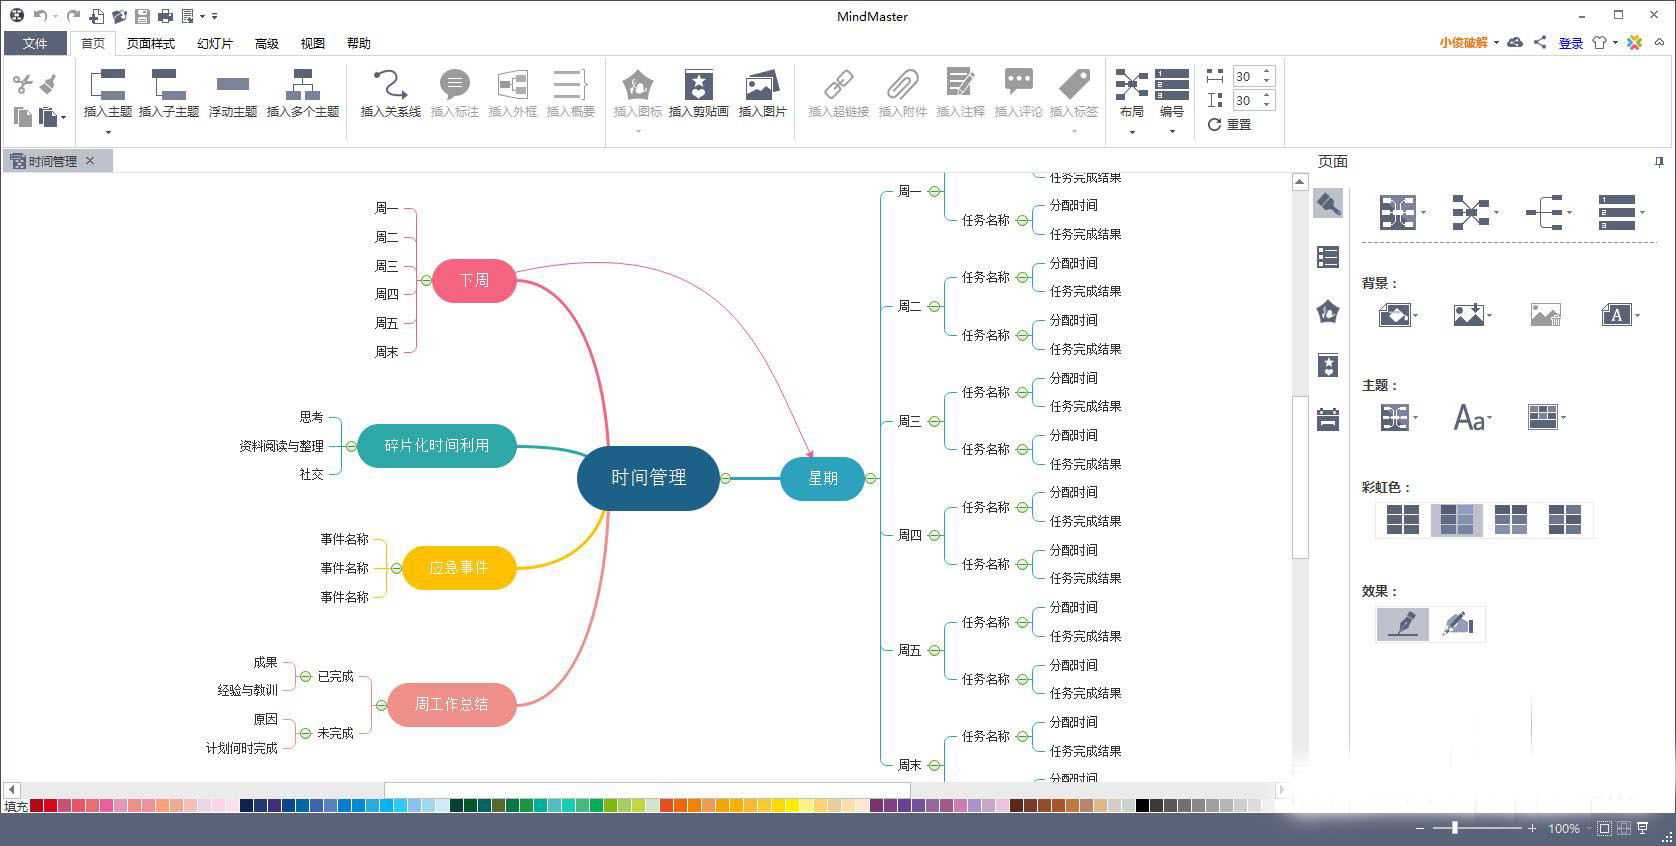 MindMaster
文件 首页 页面样式 幻灯片 高级 视图 帮助 小俊破解 登录
插入主题 插入子主题 浮动主题 插入多个主题 插入关系线 插入标注 插入外框 插入概要 插入图标 插入剪贴画 插入图片 插入超链接 插入附件 插入注释 插入评论 插入标签 布局 编号
30
30
重置
时间管理
页面
下周
周一
周二
周三
周四
周五
周末
碎片化时间利用
思考
资料阅读与整理
社交
时间管理
应急事件
事件名称
事件名称
事件名称
周工作总结
已完成
成果
经验与教训
未完成
原因
计划何时完成
星期
周一
任务完成结果
任务名称
分配时间
任务完成结果
周二
任务名称
分配时间
任务完成结果
任务名称
分配时间
任务完成结果
周三
任务名称
分配时间
任务完成结果
任务名称
分配时间
任务完成结果
周四
任务名称
分配时间
任务完成结果
任务名称
分配时间
任务完成结果
周五
任务名称
分配时间
任务完成结果
任务名称
分配时间
任务完成结果
周末
任务名称
分配时间
任务完成结果
分配时间
背景：
主题：
Aa
彩虹色：
效果：
填充
100%